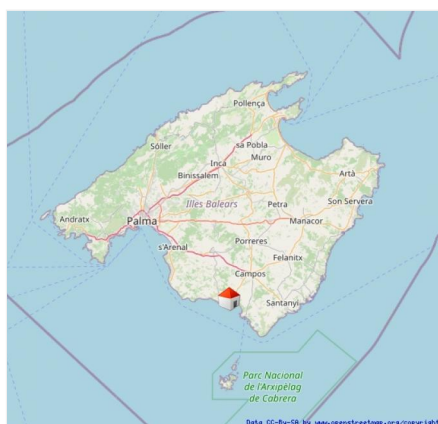 Pollença
Sóller
sa Pobla
Muro
Inca
Binissalem
Artà
Illes Balears
Petra
Son Servera
Andratx
Palma
Manacor
s'Arenal
Porreres
Felanitx
Campos
Santanyí
Parc Nacional
de l'Arxipèlag
de Cabrera
Data CC-By-SA by www.openstreetmap.org/copyright